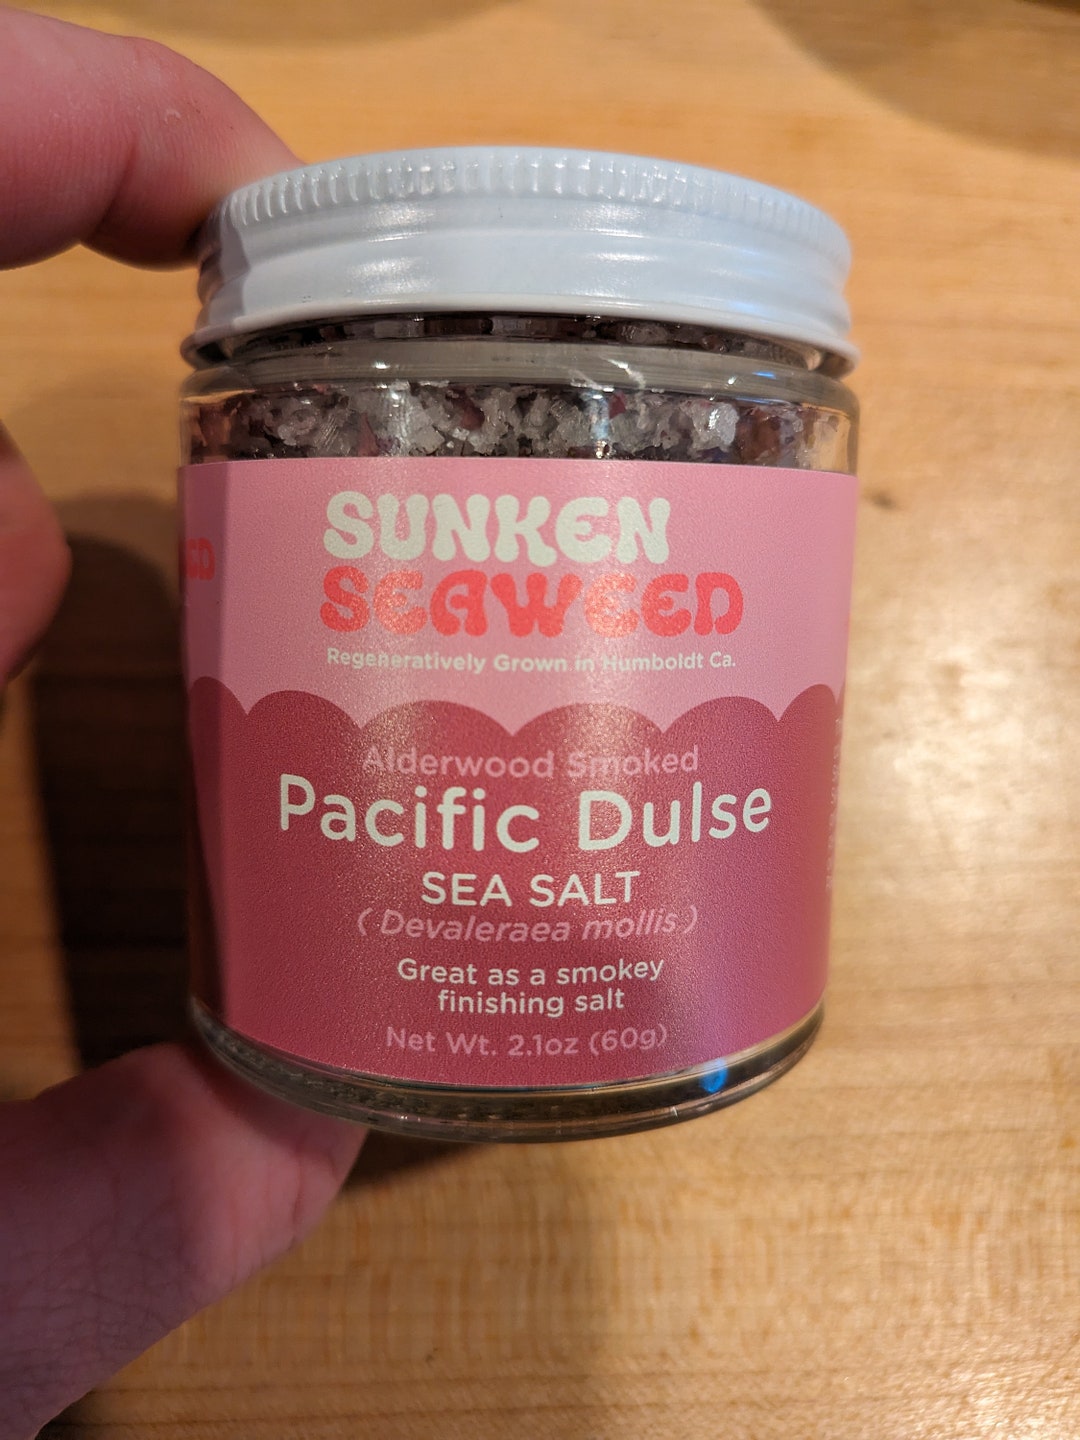 SUNKEN
SEAWEED
Regeneratively Grown in Humboldt Ca.
Alderwood Smoked
Pacific Dulse
SEA SALT
( Devaleraea mollis )
Great as a smokey
finishing salt
Net Wt. 2.1oz (60g)